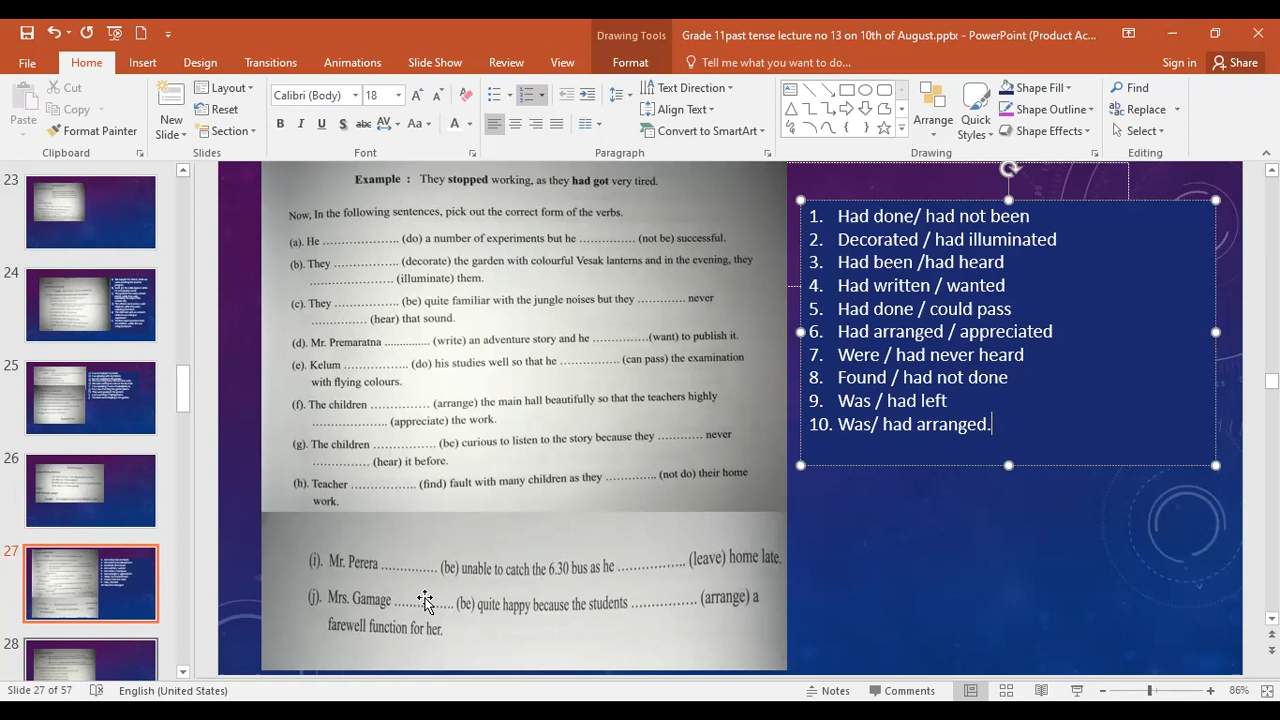 Drawing Tools
Grade 11past tense lecture no 13 on 10th of August.pptx - PowerPoint (Product Ac...
File Home Insert Design Transitions Animations Slide Show Review View Format Tell me what you want to do... Sign in Share
Paste
Cut
Copy
Format Painter
Clipboard
New Slide
Layout
Reset
Section
Slides
Calibri (Body) 18
B I U S abc AV Aa A
Font
Text Direction
Align Text
Convert to SmartArt
Paragraph
Arrange
Quick Styles
Shape Fill
Shape Outline
Shape Effects
Drawing
Find
Replace
Select
Editing
23
24
25
26
27
28
Example : They stopped working, as they had got very tired.
Now, In the following sentences, pick out the correct form of the verbs.
(a). He .................... (do) a number of experiments but he ............... (not be) successful.
(b). They ................. (decorate) the garden with colourful Vesak lanterns and in the evening, they
....................... (illuminate) them.
(c). They ................. (be) quite familiar with the jungle noises but they ............ never
............... (hear) that sound.
(d). Mr. Premaratna .............. (write) an adventure story and he ...............(want) to publish it.
(e). Kelum ................. (do) his studies well so that he .............. (can pass) the examination
with flying colours.
(f). The children ............... (arrange) the main hall beautifully so that the teachers highly
.................... (appreciate) the work.
(g). The children ................ (be) curious to listen to the story because they ............ never
............... (hear) it before.
(h). Teacher ................. (find) fault with many children as they ............. (not do) their home
work.
(i). Mr. Perera .............. (be) unable to catch the 6.30 bus as he ................. (leave) home late.
(j). Mrs. Gamage ............... (be) quite happy because the students ................ (arrange) a
farewell function for her.
1. Had done/ had not been
2. Decorated / had illuminated
3. Had been /had heard
4. Had written / wanted
5. Had done / could pass
6. Had arranged / appreciated
7. Were / had never heard
8. Found / had not done
9. Was / had left
10. Was/ had arranged.
Slide 27 of 57 English (United States) Notes Comments 86%